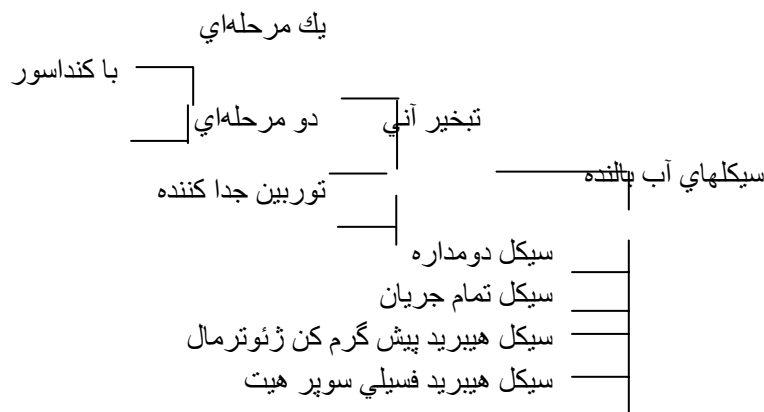 يك مرحله‌اي
با كنداسور
دو مرحله‌اي
تبخير آني
سيكلهاي آب بالنده
توربين جدا كننده
سيكل دومداره
سيكل تمام جريان
سيكل هيبريد پيش گرم كن ژئوترمال
سيكل هيبريد فسيلي سوپر هيت